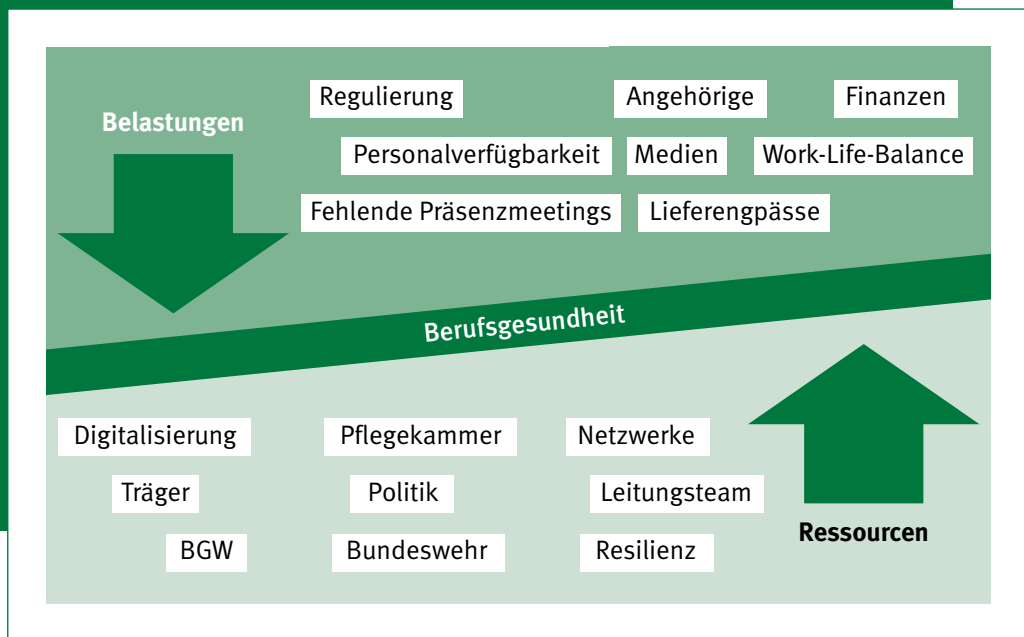 Belastungen
Regulierung
Angehörige
Finanzen
Personalverfügbarkeit
Medien
Work-Life-Balance
Fehlende Präsenzmeetings
Lieferengpässe
Berufsgesundheit
Digitalisierung
Pflegekammer
Netzwerke
Träger
Politik
Leitungsteam
BGW
Bundeswehr
Resilienz
Ressourcen